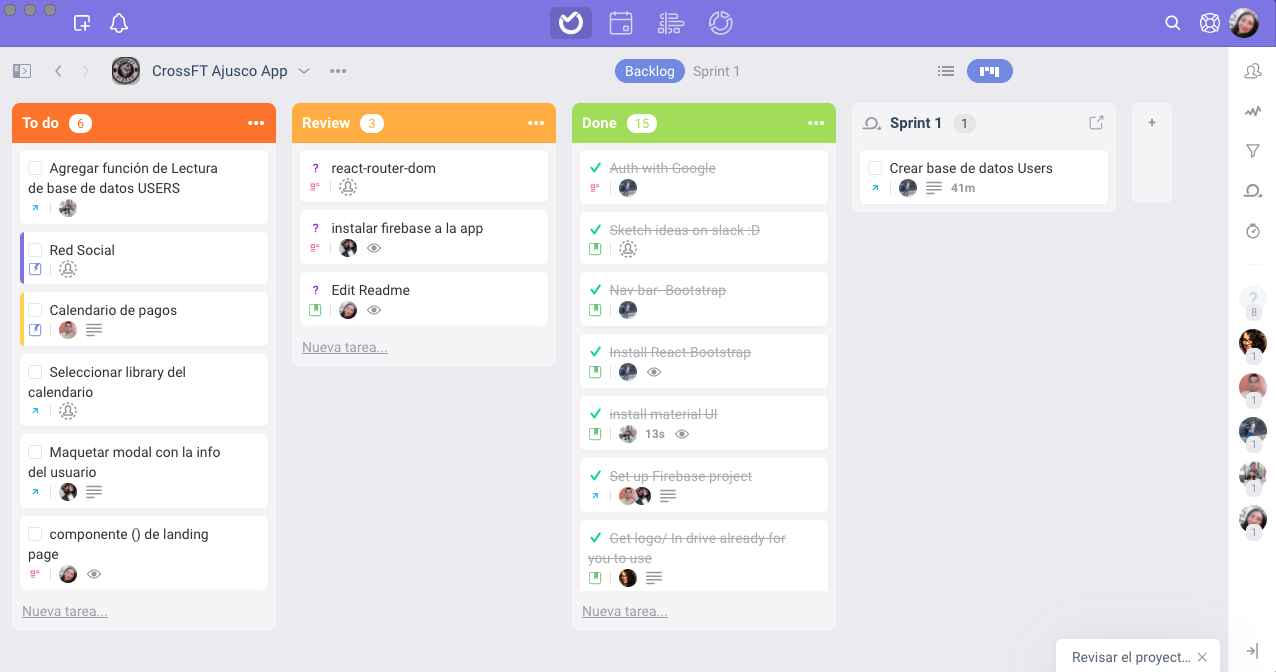 CrossFT Ajusco App
Backlog
Sprint 1
To do 6
Agregar función de Lectura
de base de datos USERS
Red Social
Calendario de pagos
Seleccionar library del
calendario
Maquetar modal con la info
del usuario
componente () de landing
page
Nueva tarea...
Review 3
? react-router-dom
? instalar firebase a la app
? Edit Readme
Nueva tarea...
Done 15
Auth with Google
Sketch ideas on slack :D
Nav bar- Bootstrap
Install React Bootstrap
install material UI
13s
Set up Firebase project
Get logo/ In drive already for
you to use
Nueva tarea...
Sprint 1 1
Crear base de datos Users
41m
+
?
8
1
1
1
1
1
Revisar el proyect...